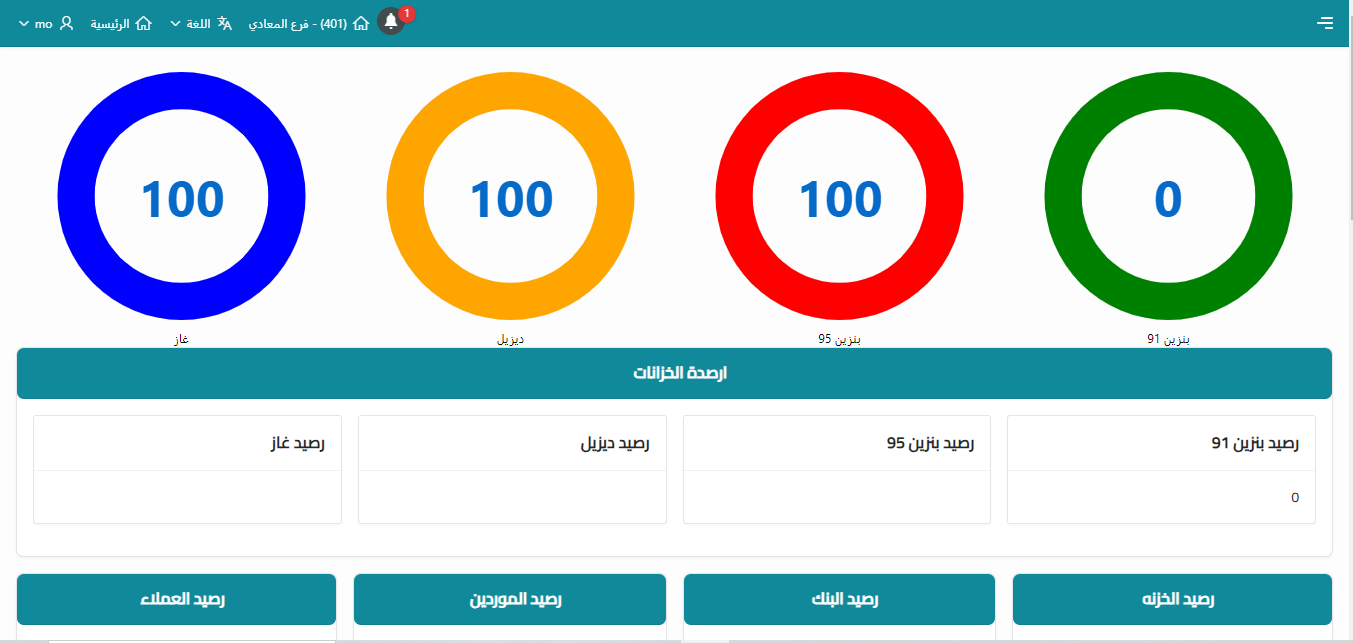 1
(401) - فرع المعادي
اللغة
الرئيسية
mo
0
100
100
100
بنزين 91
بنزين 95
ديزيل
غاز
ارصدة الخزانات
رصيد بنزين 91
رصيد بنزين 95
رصيد ديزيل
رصيد غاز
0
رصيد الخزنه
رصيد البنك
رصيد الموردين
رصيد العملاء